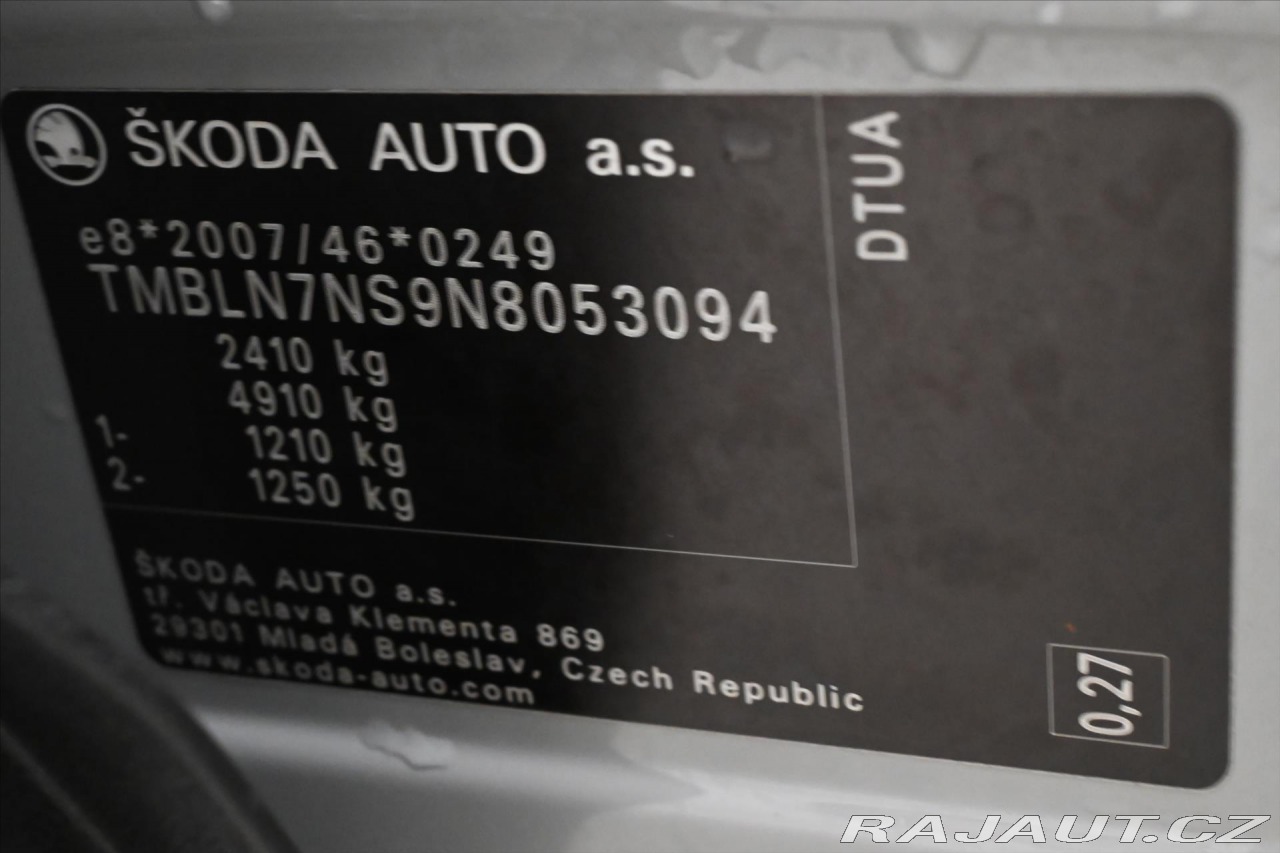 ŠKODA AUTO a.s.
e8*2007/46*0249
TMBLN7NS9N8053094
2410 kg
4910 kg
1- 1210 kg
2- 1250 kg
DTUA
ŠKODA AUTO a.s.
tř. Václava Klementa 869
29301 Mladá Boleslav, Czech Republic
www.skoda-auto.com
0,27
RAJAUT.CZ